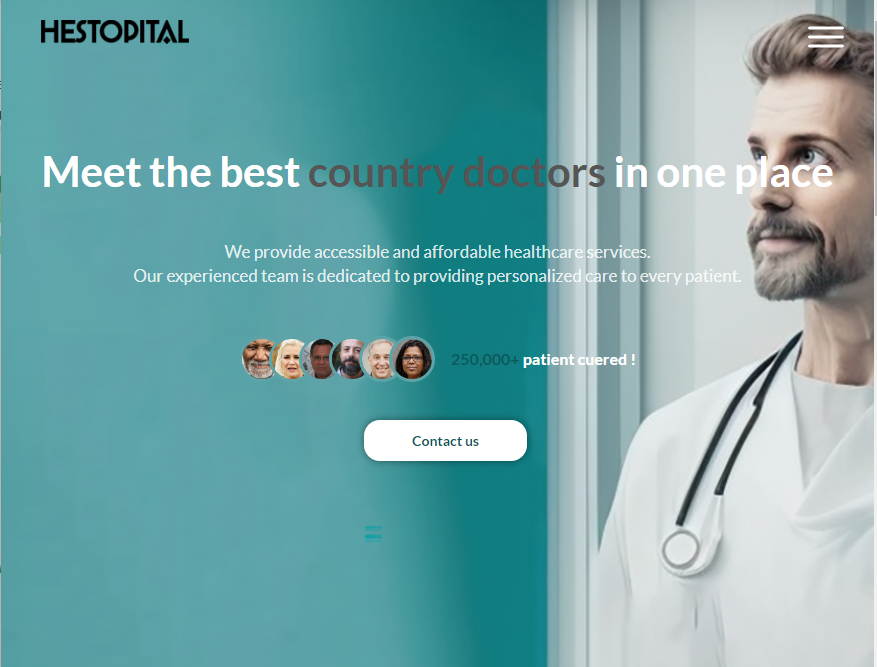 HESTOPITAL
Meet the best country doctors in one place
We provide accessible and affordable healthcare services.
Our experienced team is dedicated to providing personalized care to every patient.
250,000+ patient cuered !
Contact us